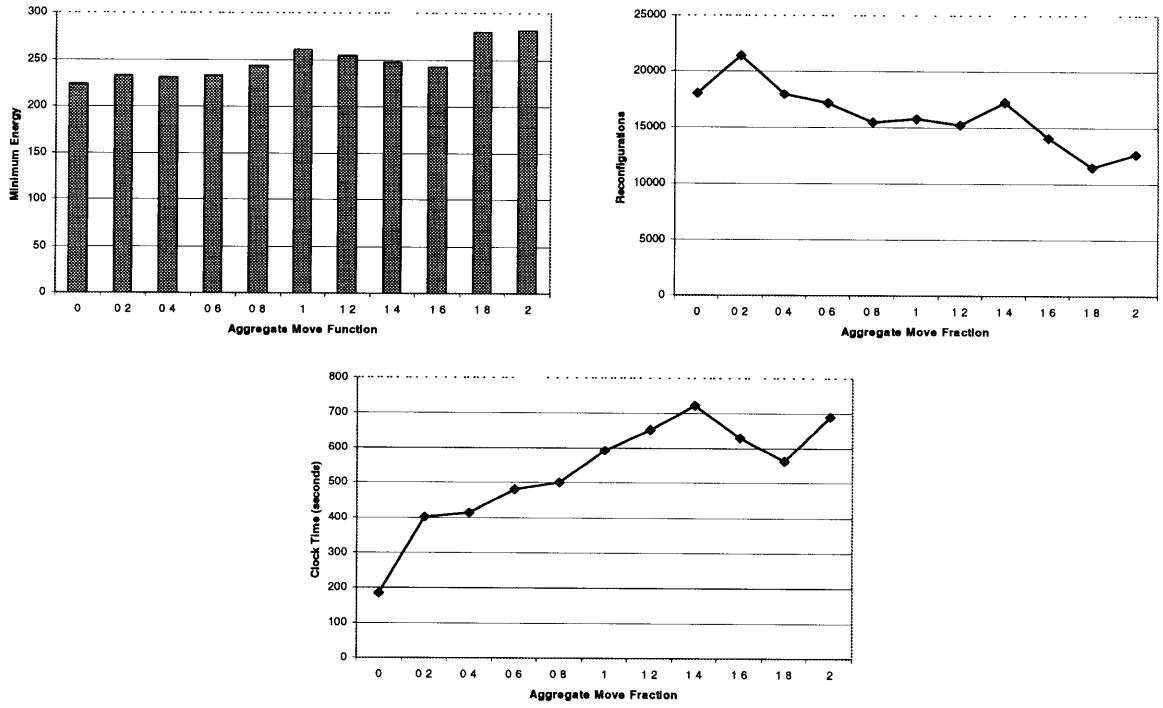 300
250
200
150
100
50
0
Minimum Energy
0 0 2 0 4 0 6 0 8 1 1 2 1 4 1 6 1 8 2
Aggregate Move Function
25000
20000
15000
10000
5000
0
Reconfigurations
0 0 2 0 4 0 6 0 8 1 1 2 1 4 1 6 1 8 2
Aggregate Move Fraction
800
700
600
500
400
300
200
100
0
Clock Time (seconds)
0 0 2 0 4 0 6 0 8 1 1 2 1 4 1 6 1 8 2
Aggregate Move Fraction